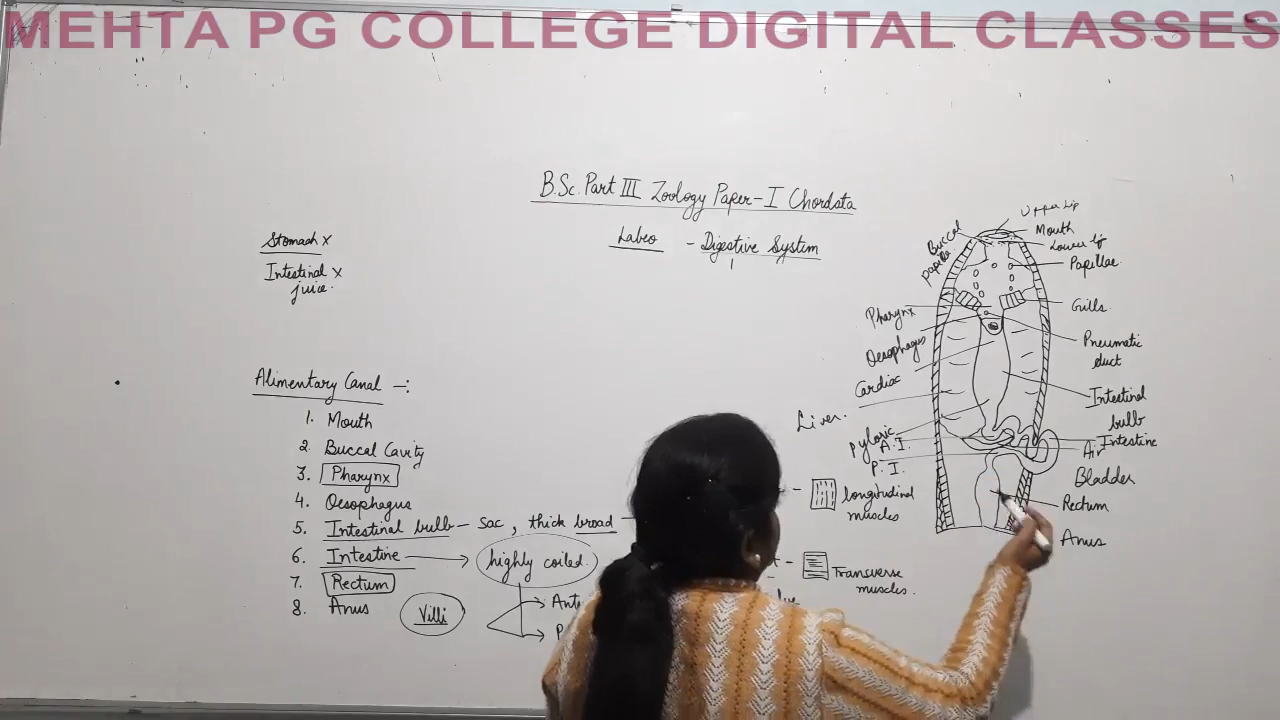 MEHTA PG COLLEGE DIGITAL CLASSES
B.Sc. Part III Zoology Paper-I Chordata
Labeo - Digestive System
Stomach x
Intestinal x
juice.
Alimentary Canal -:
1. Mouth
2. Buccal Cavity
3. Pharynx
4. Oesophagus
5. Intestinal bulb - sac, thick broad -
6. Intestine → highly coiled.
7. Rectum
8. Anus
Villi
Upper lip
Mouth
Lower lip
Papillae
Buccal
papillae
Gills
Pharynx
Pneumatic
duct
Oesophagus
Cardiac
Intestinal
bulb
Liver.
Pyloric
A.I.
P.I.
Intestine
Air
Bladder
Rectum
Anus
longitudinal
muscles
Transverse
muscles.